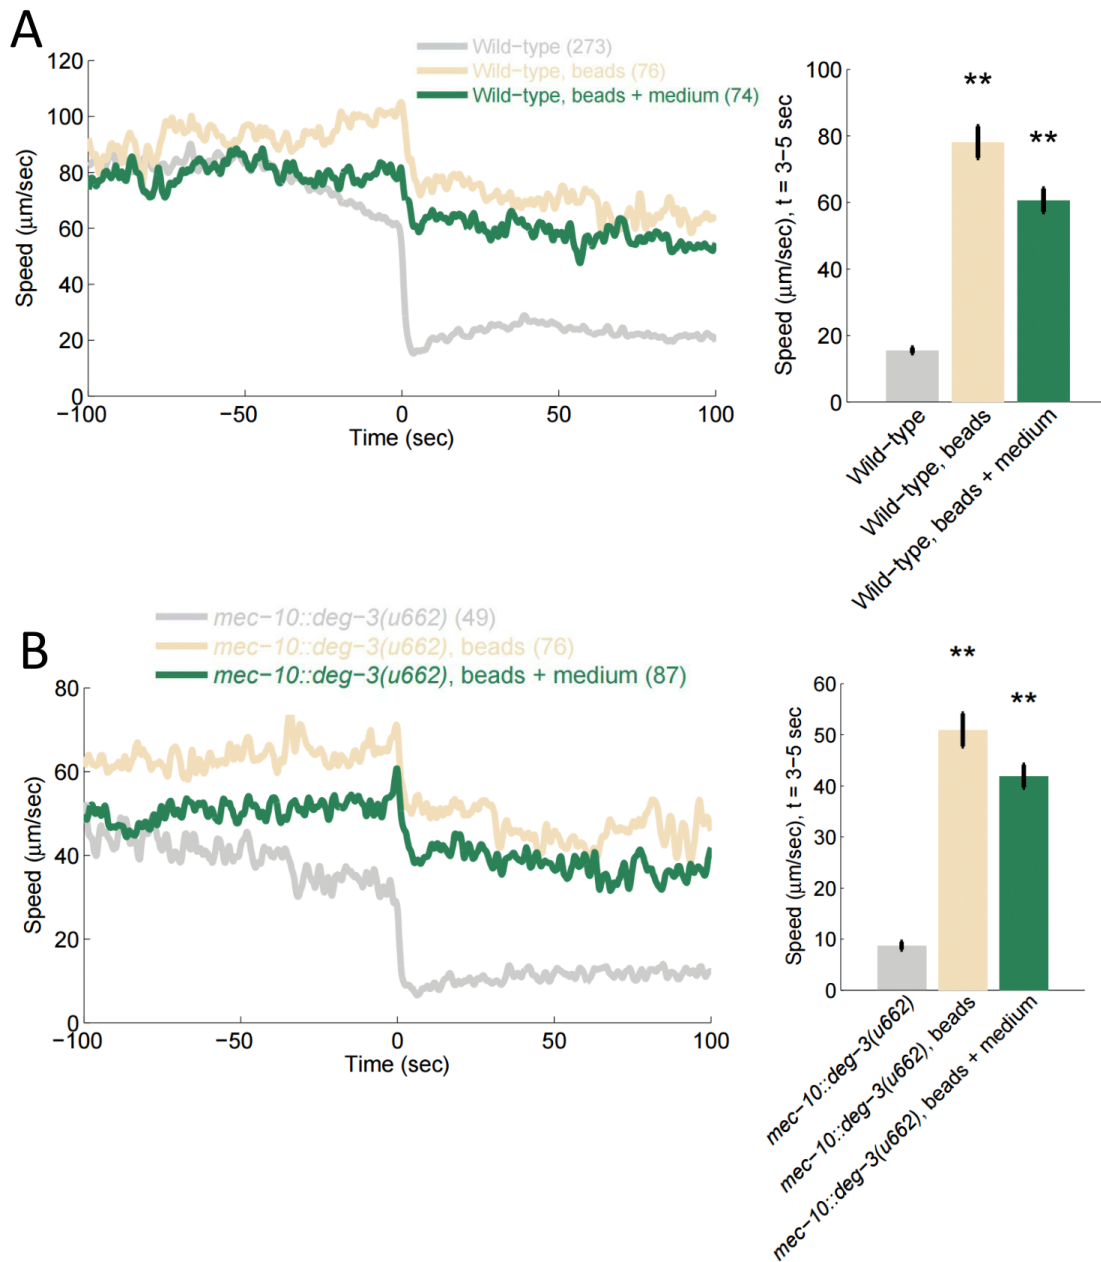 A
Wild−type (273)
Wild−type, beads (76)
Wild−type, beads + medium (74)
120
100
80
60
40
20
0
Speed (µm/sec)
−100
−50
0
50
100
Time (sec)
100
80
60
40
20
0
Speed (µm/sec), t = 3−5 sec
**
**
Wild−type
Wild−type, beads
Wild−type, beads + medium
B
mec−10::deg−3(u662) (49)
mec−10::deg−3(u662), beads (76)
mec−10::deg−3(u662), beads + medium (87)
80
60
40
20
0
Speed (µm/sec)
−100
−50
0
50
100
Time (sec)
60
50
40
30
20
10
0
Speed (µm/sec), t = 3−5 sec
**
**
mec−10::deg−3(u662)
mec−10::deg−3(u662), beads
mec−10::deg−3(u662), beads + medium